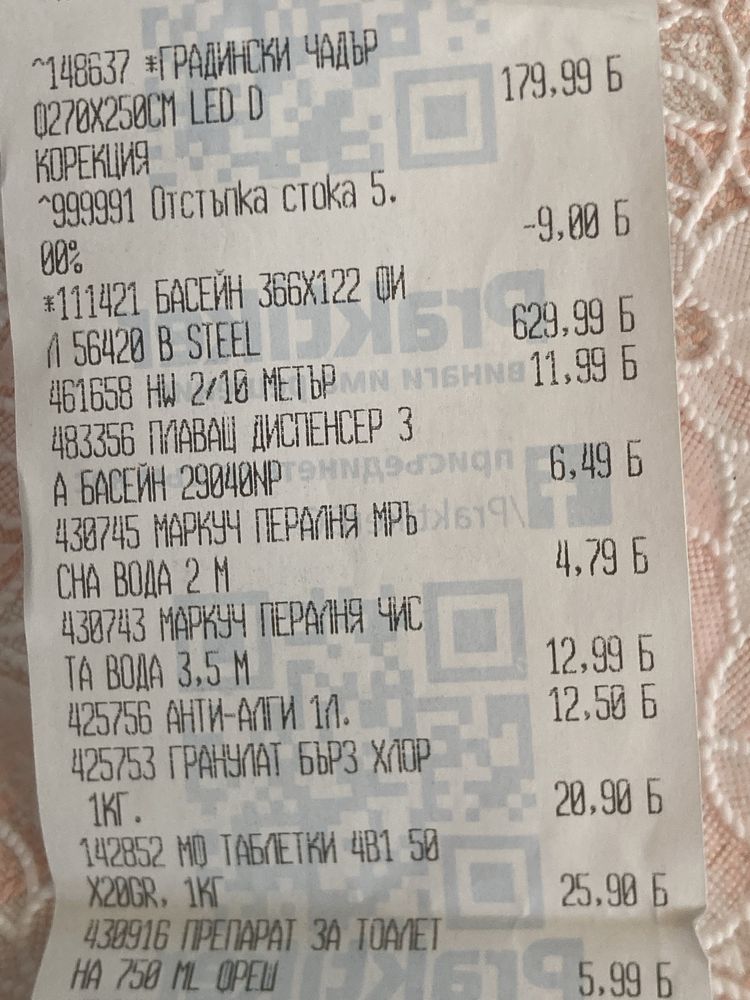 ^148637 *ГРАДИНСКИ ЧАДЪР
Ф270X250CM LED D 179,99 Б
КОРЕКЦИЯ
^999991 Отстъпка стока 5.
00% -9,00 Б
*111421 БАСЕЙН 366X122 ФИ
Л 56420 B STEEL 629,99 Б
461658 HW 2/10 МЕТЪР 11,99 Б
483356 ПЛАВАЩ ДИСПЕНСЕР З
А БАСЕЙН 29040NP 6,49 Б
430745 МАРКУЧ ПЕРАЛНЯ МРЪ
СНА ВОДА 2 М 4,79 Б
430743 МАРКУЧ ПЕРАЛНЯ ЧИС
ТА ВОДА 3,5 М 12,99 Б
425756 АНТИ-АЛГИ 1Л. 12,50 Б
425753 ГРАНУЛАТ БЪРЗ ХЛОР
1КГ. 20,90 Б
142852 МФ ТАБЛЕТКИ 4В1 50
X20GR, 1КГ 25,90 Б
430916 ПРЕПАРАТ ЗА ТОАЛЕТ
НА 750 ML ФРЕШ 5,99 Б